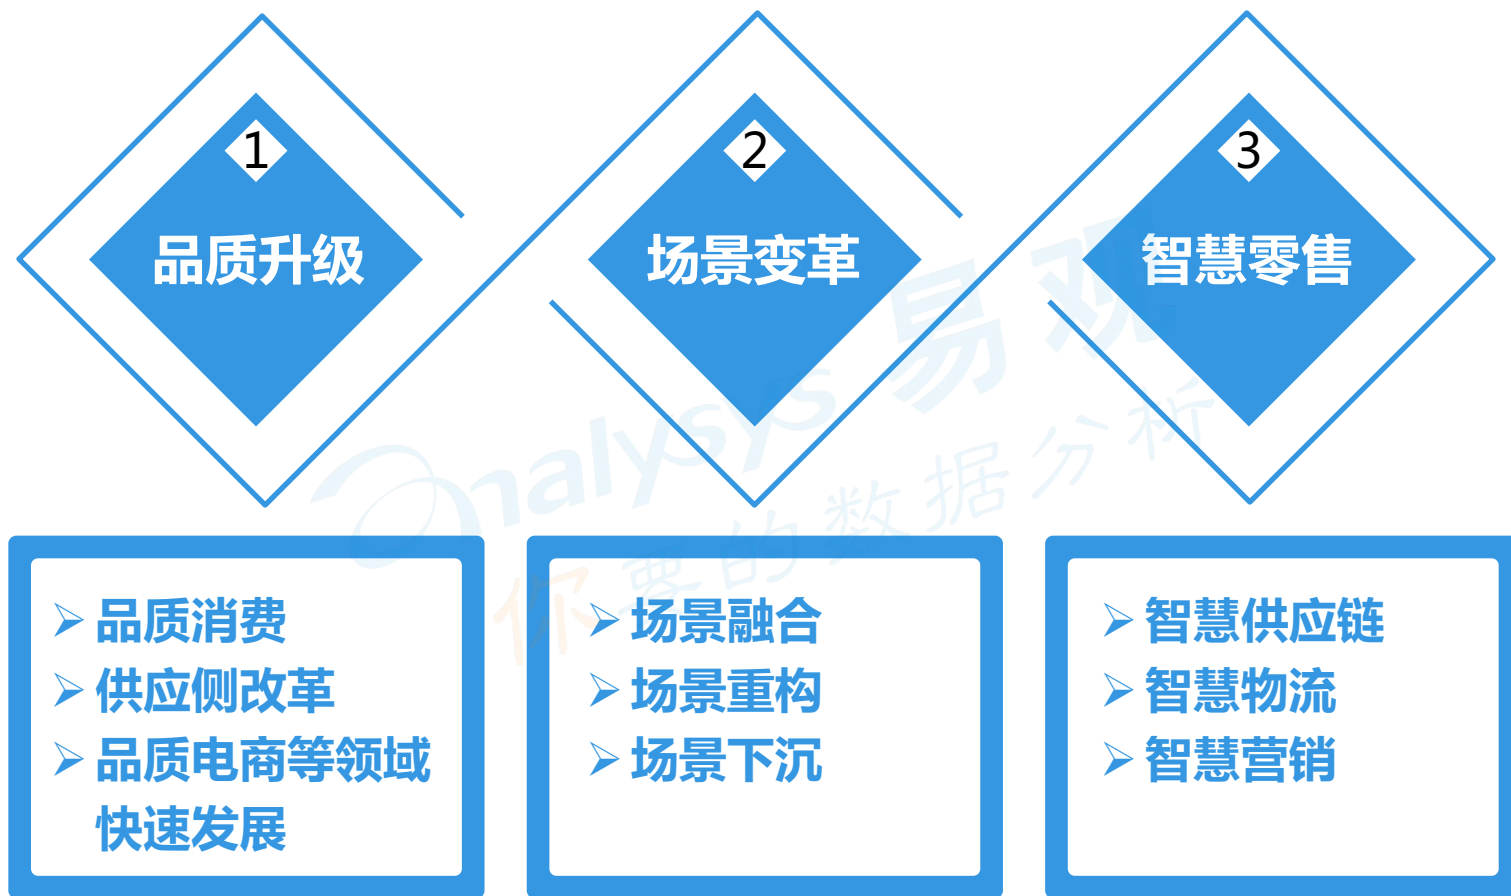 1
品质升级
2
场景变革
3
智慧零售
品质消费
供应侧改革
品质电商等领域
快速发展
场景融合
场景重构
场景下沉
智慧供应链
智慧物流
智慧营销
analysys 易观
你要的数据分析